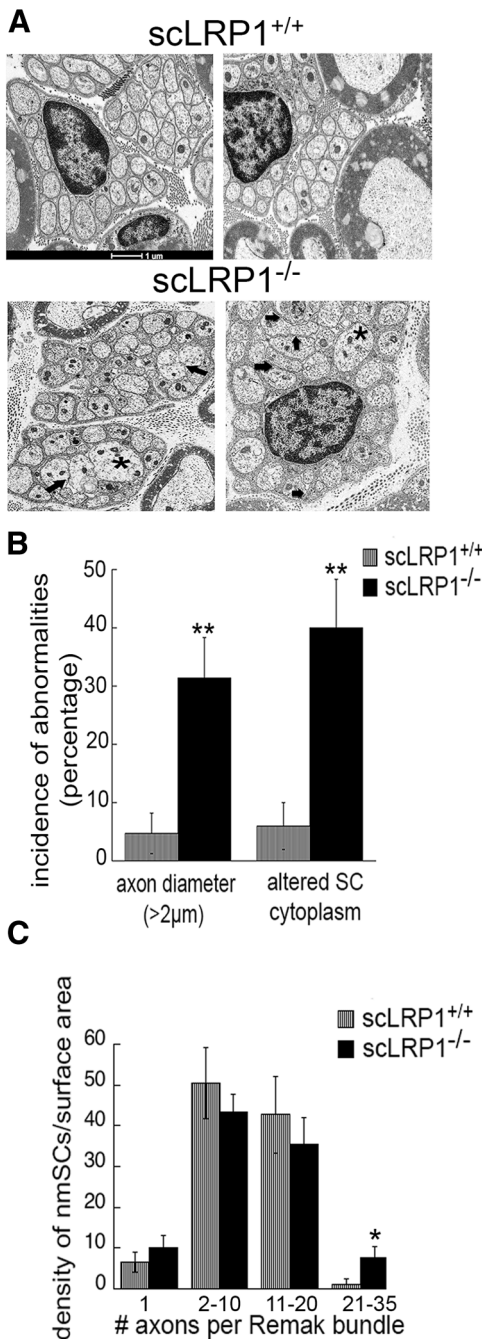 A
scLRP1+/+
1 um
scLRP1-/-
*
*
B
incidence of abnormalities
(percentage)
50
40
30
20
10
0
**
**
scLRP1+/+
scLRP1-/-
axon diameter
(>2µm)
altered SC
cytoplasm
C
density of nmSCs/surface area
60
50
40
30
20
10
0
scLRP1+/+
scLRP1-/-
*
1 2-10 11-20 21-35
# axons per Remak bundle